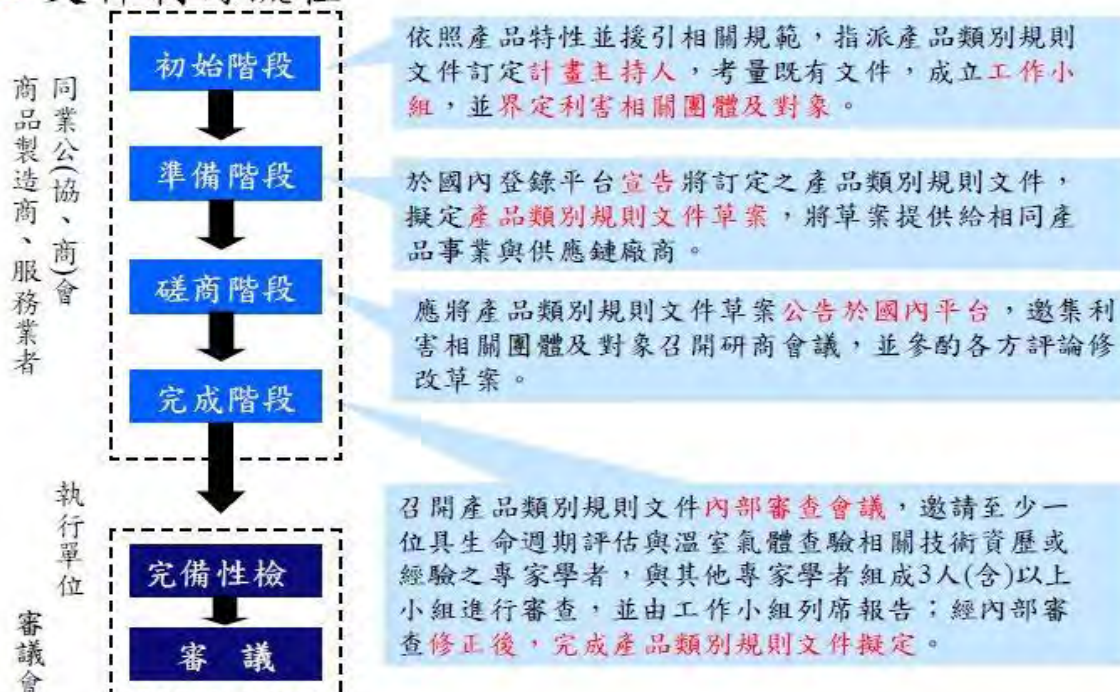 初始階段
依照產品特性並援引相關規範，指派產品類別規則
文件訂定計畫主持人，考量既有文件，成立工作小
組，並界定利害相關團體及對象。
同業公(協、商)會
商品製造商、服務業者
準備階段
於國內登錄平台宣告將訂定之產品類別規則文件，
擬定產品類別規則文件草案，將草案提供給相同產
品事業與供應鏈廠商。
磋商階段
應將產品類別規則文件草案公告於國內平台，邀集利
害相關團體及對象召開研商會議，並參酌各方評論修
改草案。
完成階段
召開產品類別規則文件內部審查會議，邀請至少一
位具生命週期評估與溫室氣體查驗相關技術資歷或
經驗之專家學者，與其他專家學者組成3人(含)以上
小組進行審查，並由工作小組列席報告；經內部審
查修正後，完成產品類別規則文件擬定。
執行單位
完備性檢
審議會
審 議